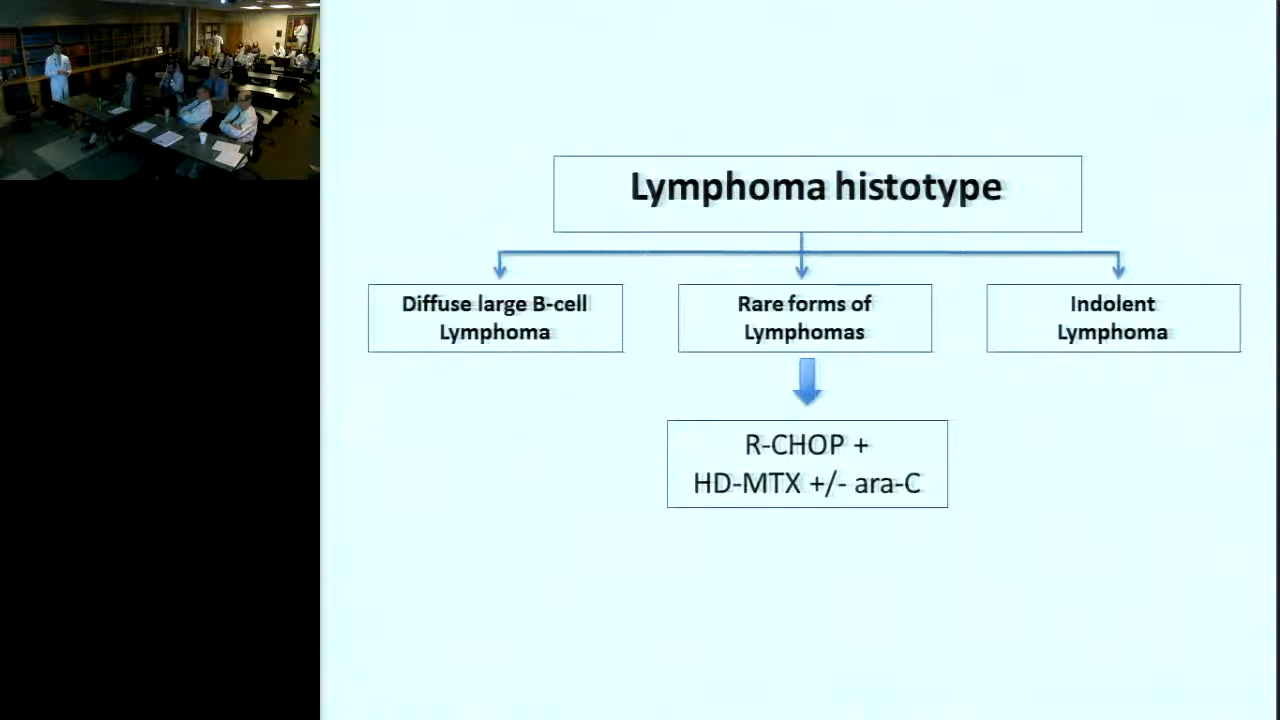 Lymphoma histotype
Diffuse large B-cell
Lymphoma
Rare forms of
Lymphomas
Indolent
Lymphoma
R-CHOP +
HD-MTX +/- ara-C